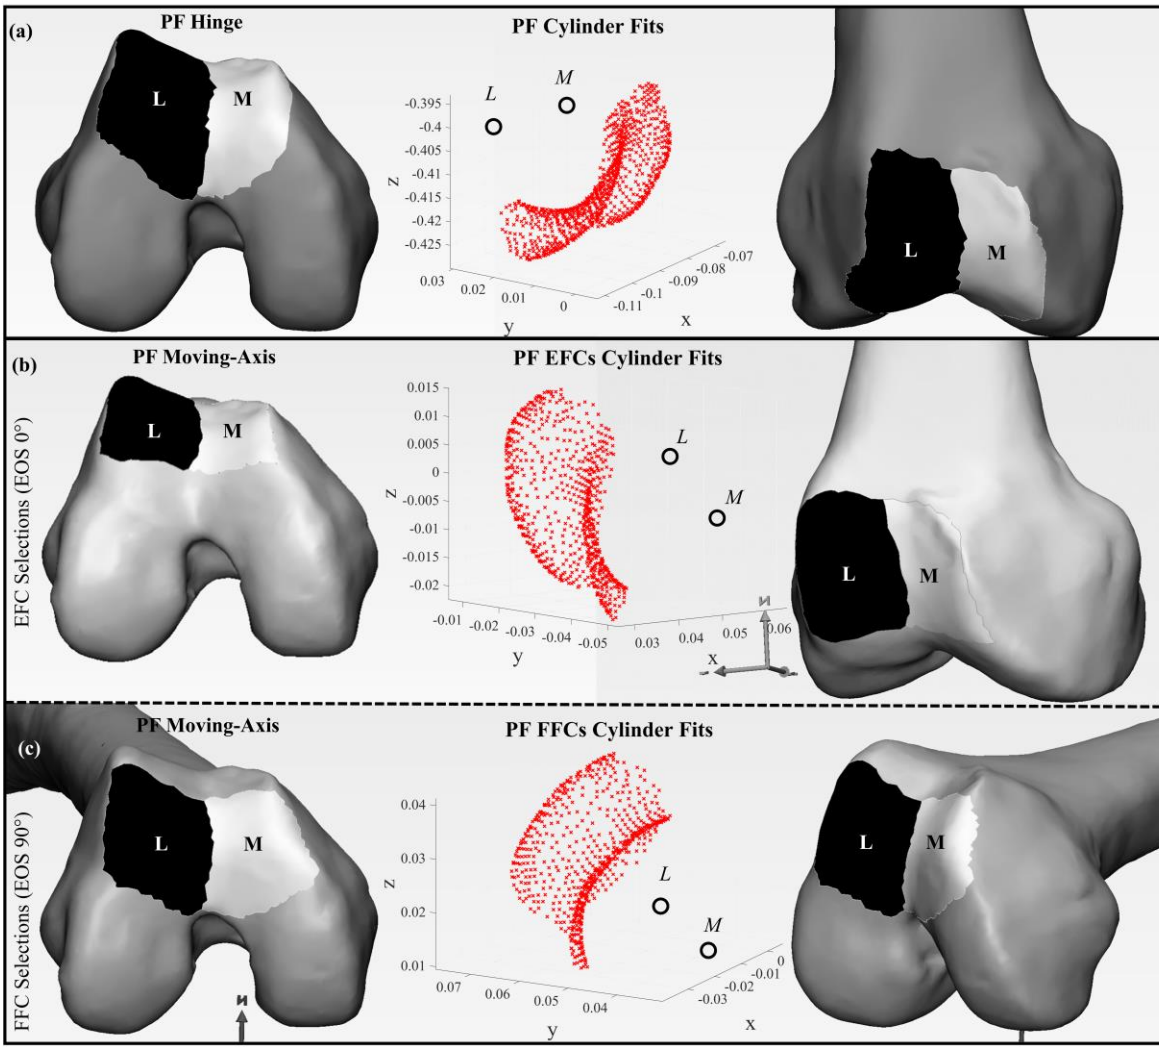 (a)
PF Hinge
PF Cylinder Fits
L
M
L
M
-0.395
-0.4
-0.405
-0.41
-0.415
-0.42
-0.425
z
0.03
0.02
0.01
0
y
-0.11
-0.1
-0.09
-0.08
-0.07
x
L
M
(b)
PF Moving-Axis
PF EFCs Cylinder Fits
EFC Selections (EOS 0°)
L
M
0.015
0.01
0.005
0
-0.005
-0.01
-0.015
-0.02
z
-0.01
-0.02
-0.03
-0.04
-0.05
y
0.03
0.04
0.05
0.06
x
L
M
L
M
(c)
PF Moving-Axis
PF FFCs Cylinder Fits
FFC Selections (EOS 90°)
L
M
0.04
0.03
0.02
0.01
z
0.07
0.06
0.05
0.04
y
-0.03
-0.02
-0.01
0
x
L
M
L
M